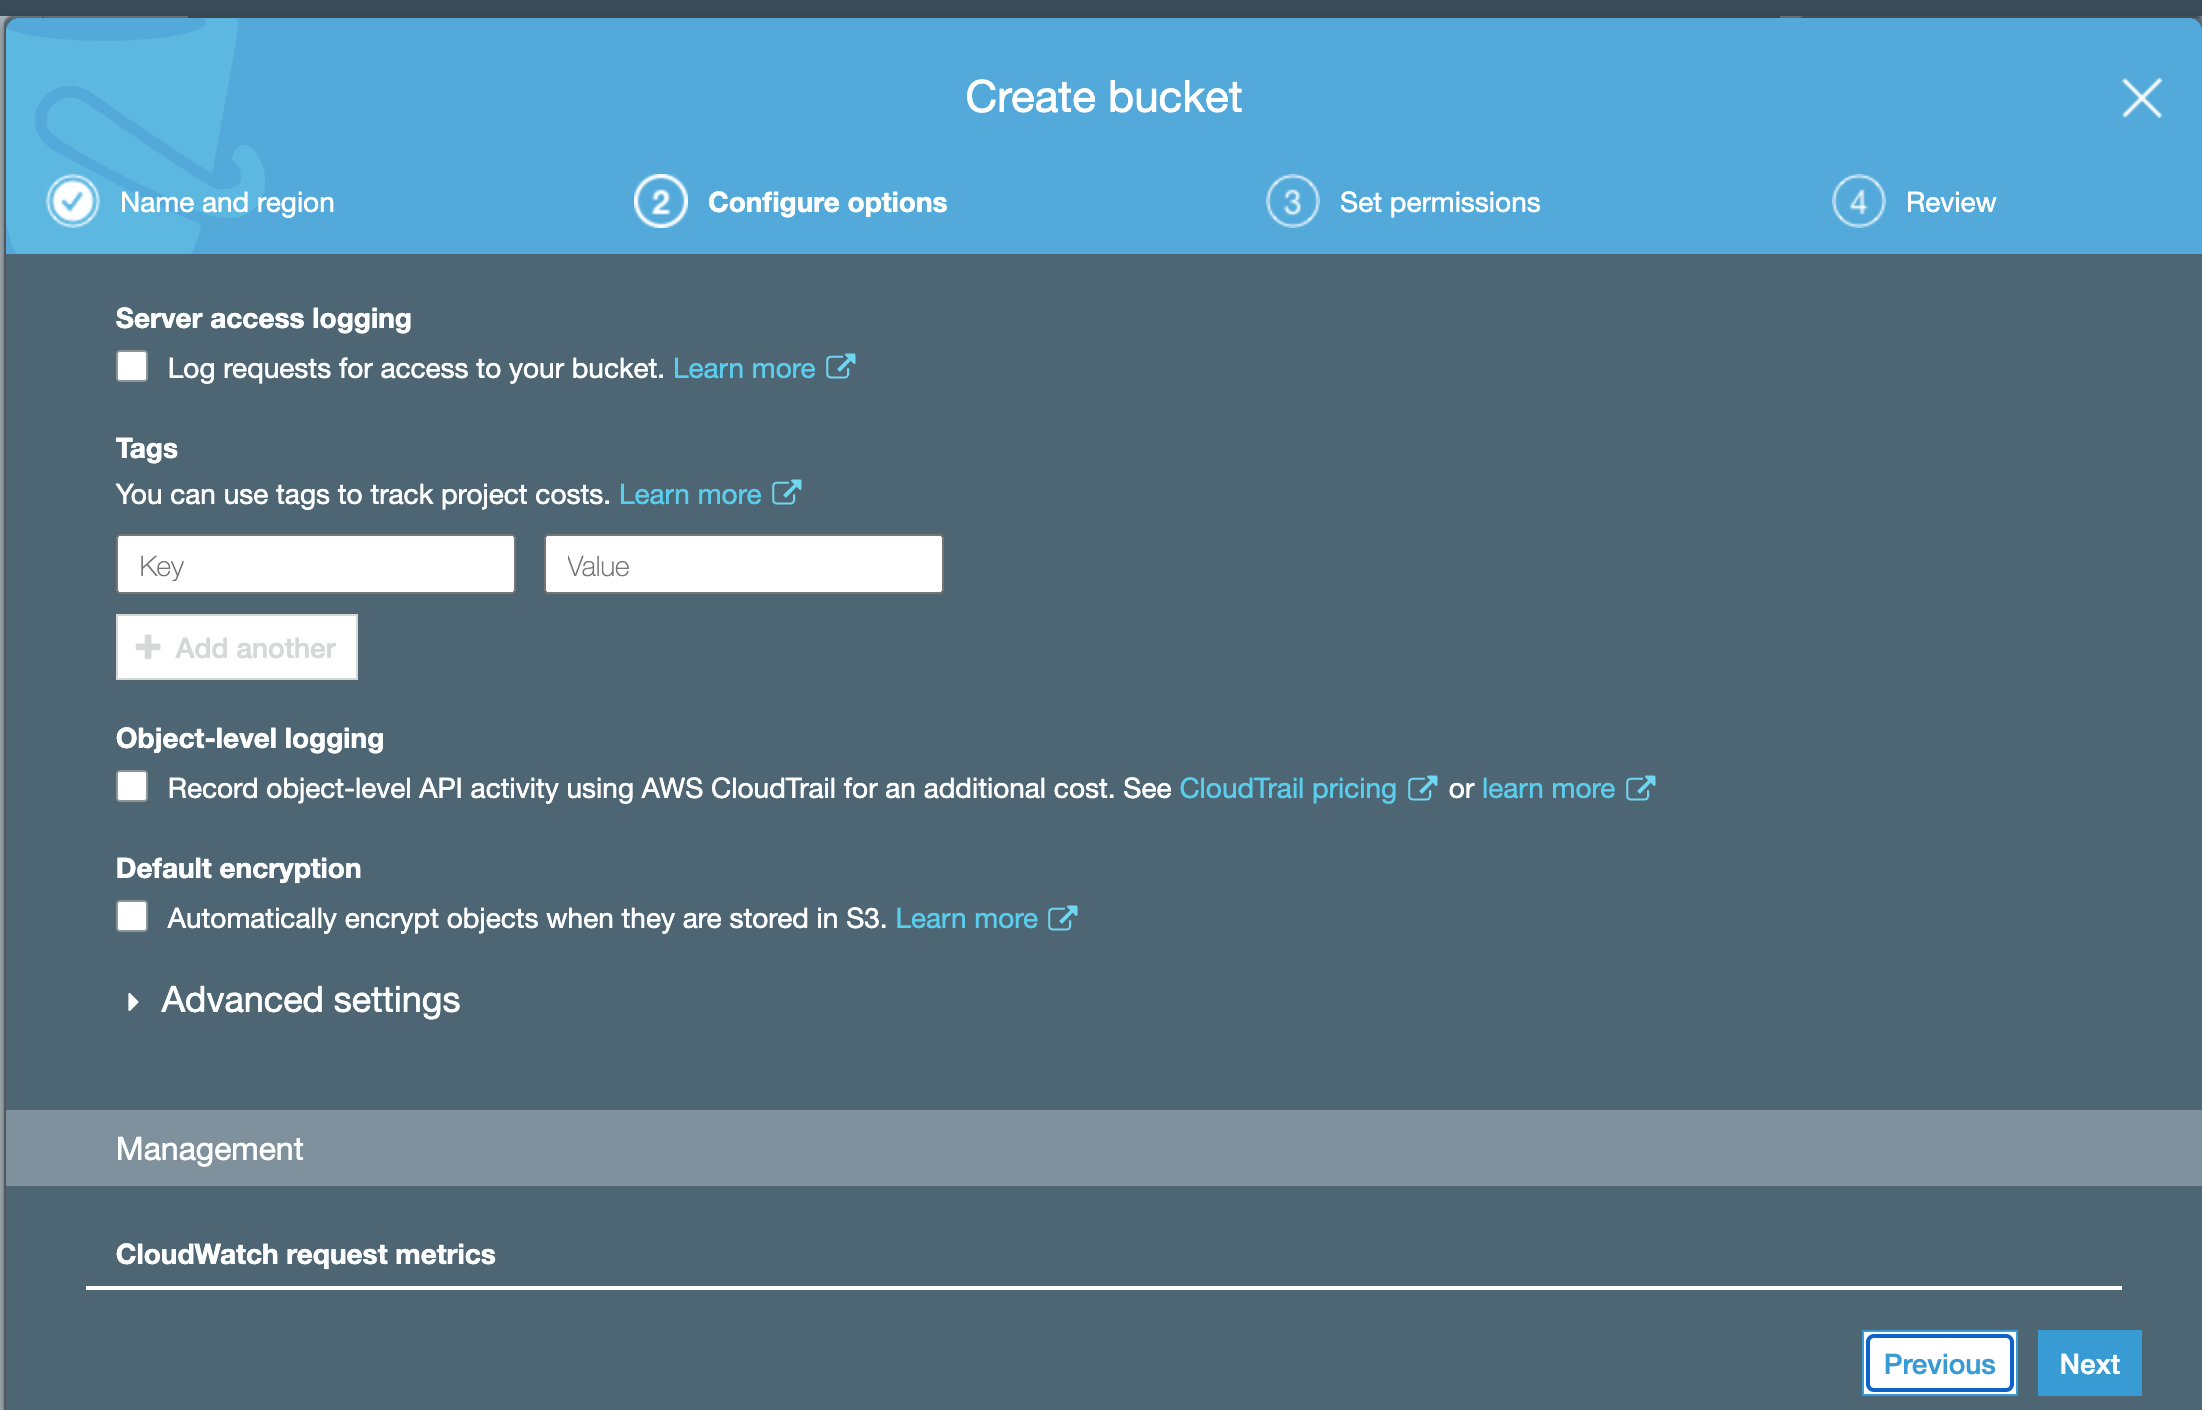 Create bucket
Name and region
2 Configure options
3 Set permissions
4 Review
Server access logging
Log requests for access to your bucket. Learn more
Tags
You can use tags to track project costs. Learn more
Key Value
Add another
Object-level logging
Record object-level API activity using AWS CloudTrail for an additional cost. See CloudTrail pricing or learn more
Default encryption
Automatically encrypt objects when they are stored in S3. Learn more
Advanced settings
Management
CloudWatch request metrics
Previous Next